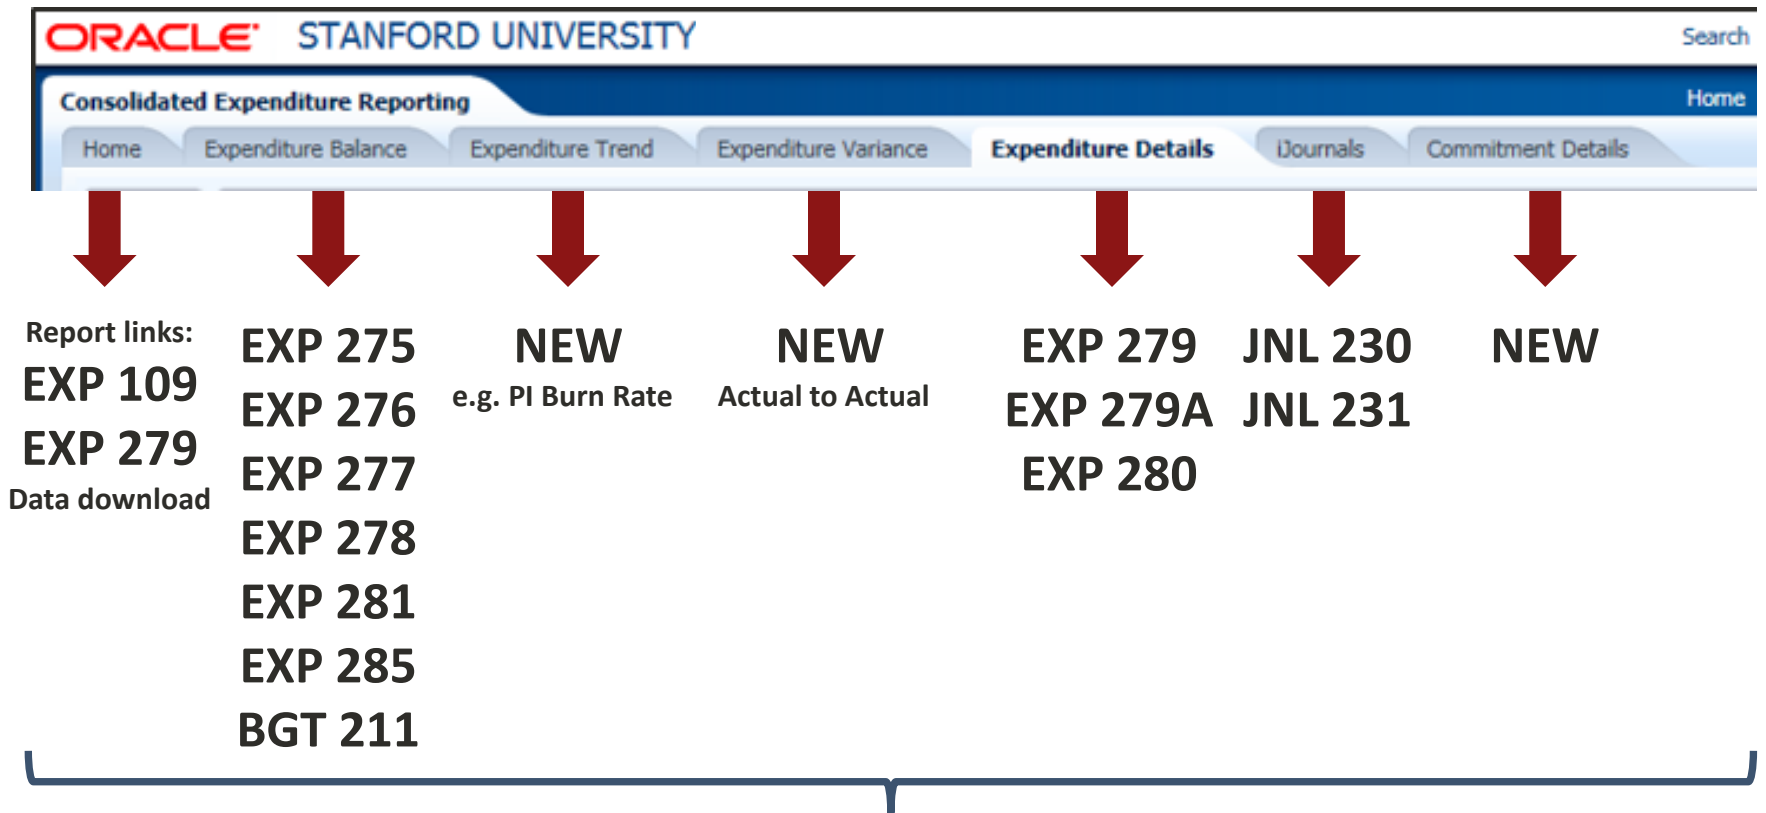 ORACLE STANFORD UNIVERSITY Search
Consolidated Expenditure Reporting Home
Home Expenditure Balance Expenditure Trend Expenditure Variance Expenditure Details iJournals Commitment Details
Report links:
EXP 109
EXP 279
Data download
EXP 275
EXP 276
EXP 277
EXP 278
EXP 281
EXP 285
BGT 211
NEW
e.g. PI Burn Rate
NEW
Actual to Actual
EXP 279
EXP 279A
EXP 280
JNL 230
JNL 231
NEW